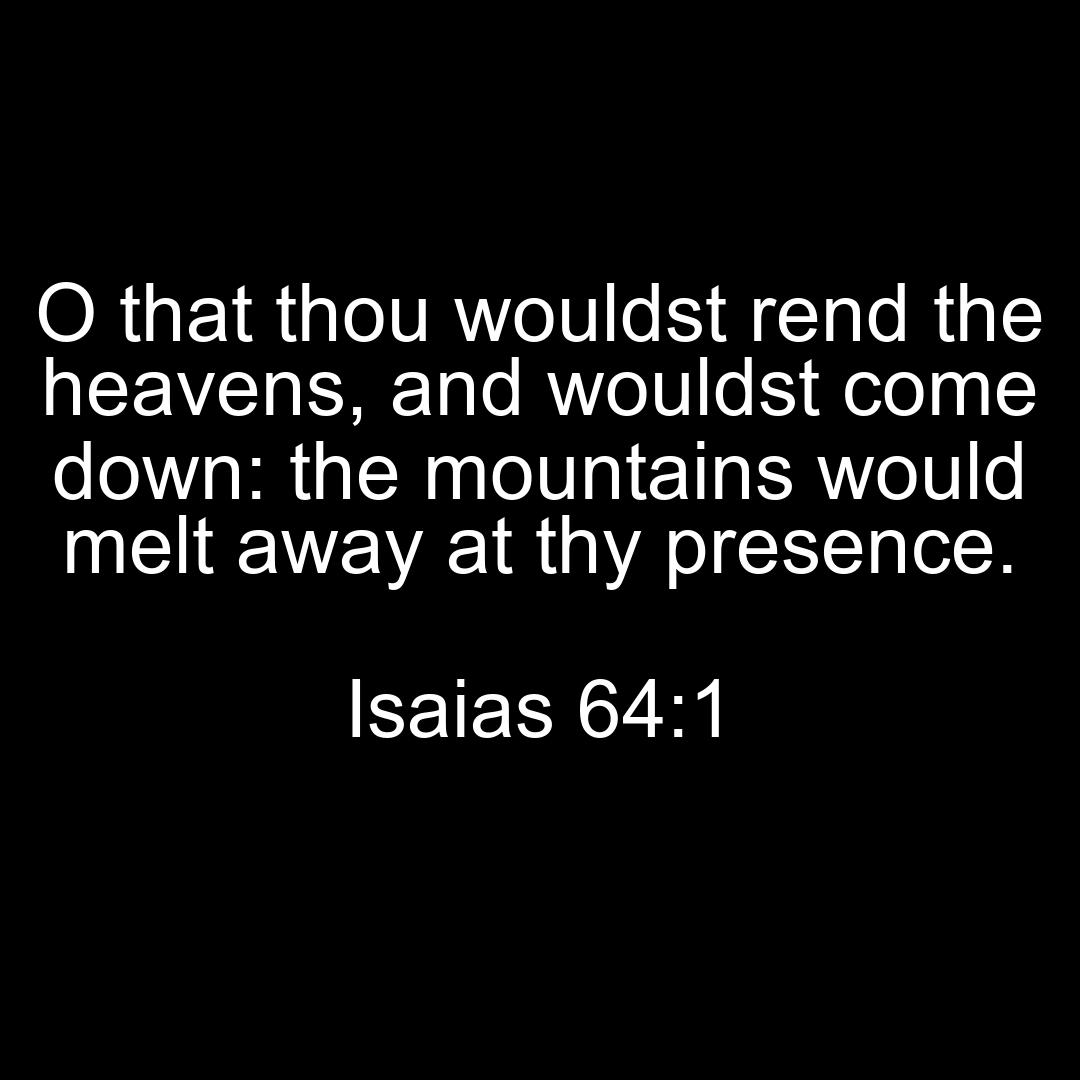 O that thou wouldst rend the
heavens, and wouldst come
down: the mountains would
melt away at thy presence.
Isaias 64:1